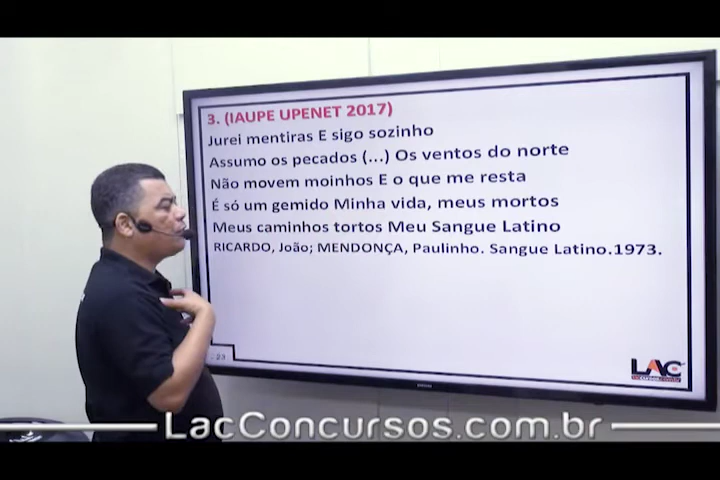 3. (IAUPE UPENET 2017)
Jurei mentiras E sigo sozinho
Assumo os pecados (...) Os ventos do norte
Não movem moinhos E o que me resta
É só um gemido Minha vida, meus mortos
Meus caminhos tortos Meu Sangue Latino
RICARDO, João; MENDONÇA, Paulinho. Sangue Latino.1973.
23
LAC
LacConcursos.com.br